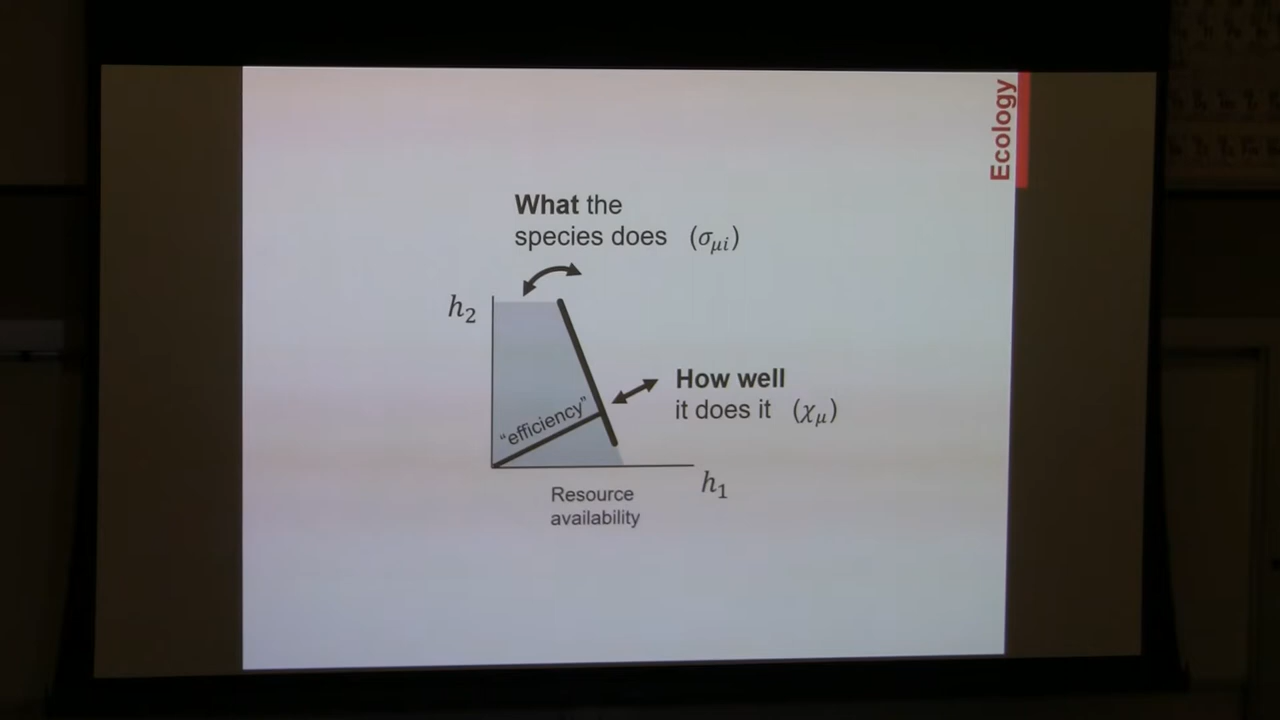 Ecology
What the
species does (σμi)
h2
How well
it does it (χμ)
"efficiency"
h1
Resource
availability